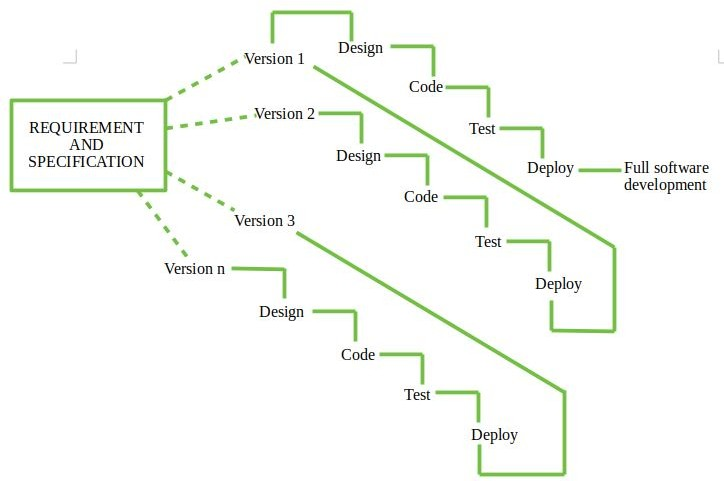 REQUIREMENT
AND
SPECIFICATION
Version 1
Design
Code
Test
Deploy
Full software
development
Version 2
Design
Code
Test
Deploy
Version 3
Version n
Design
Code
Test
Deploy